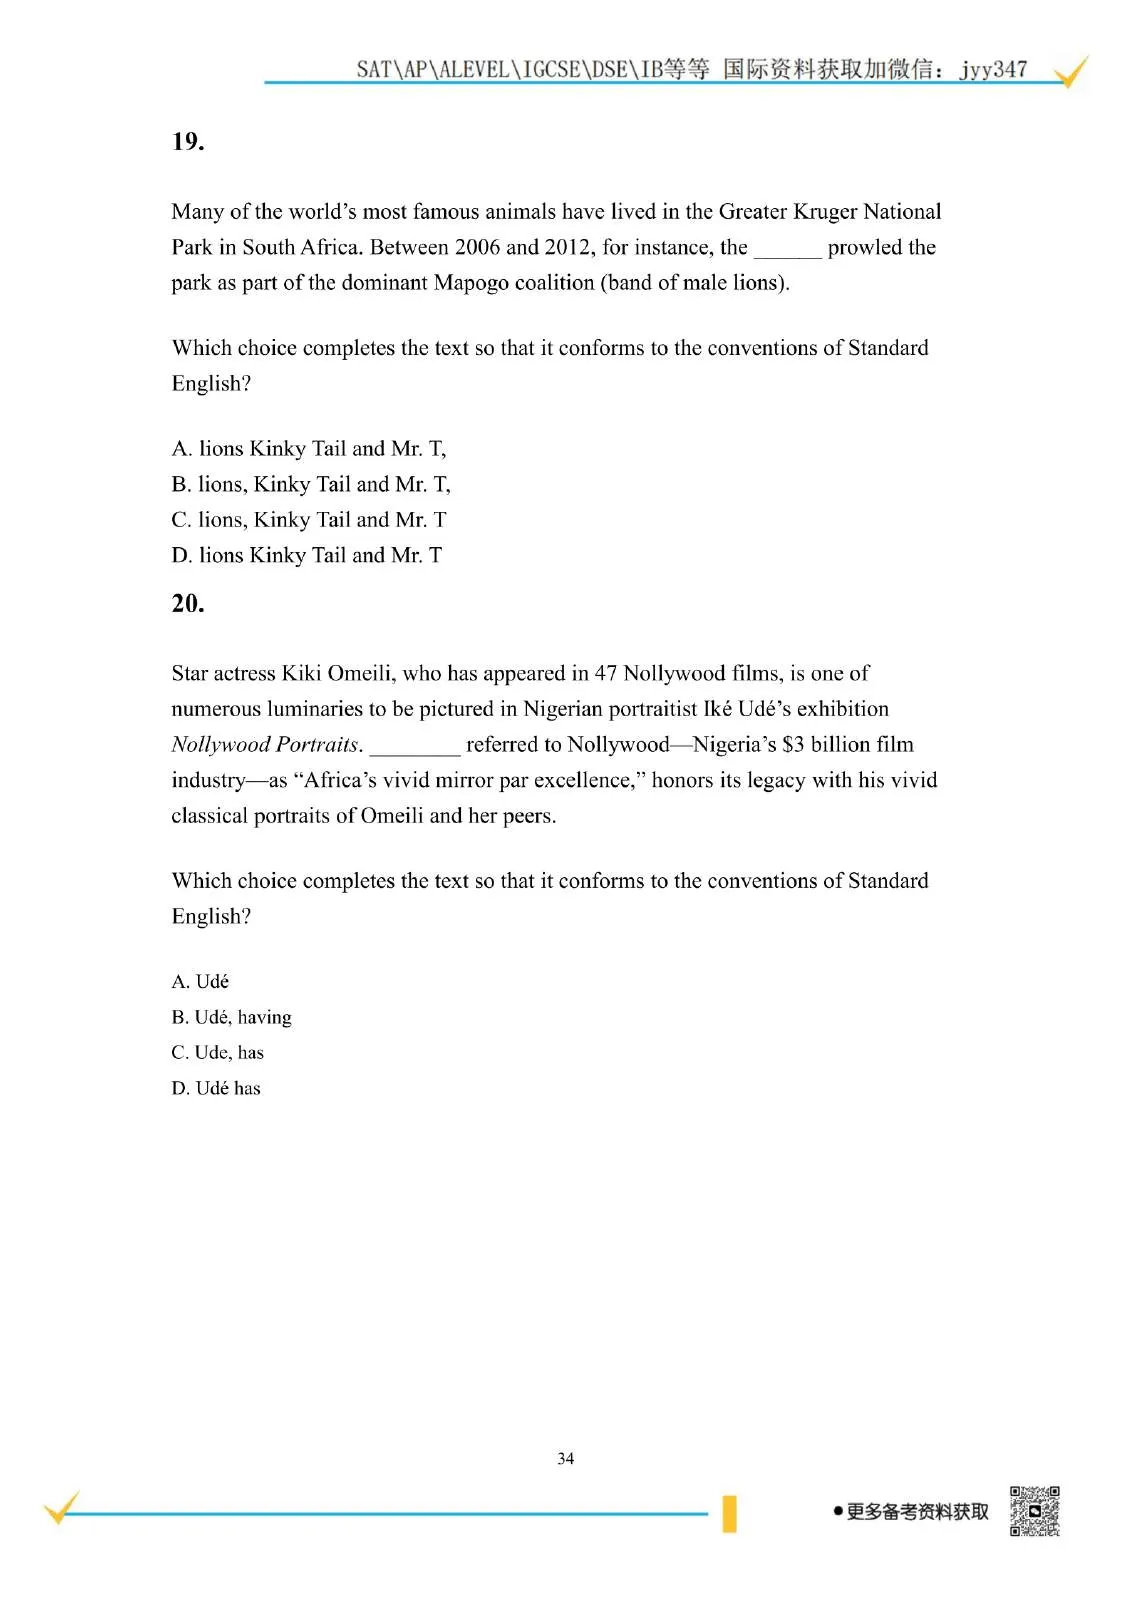 SAT\AP\ALEVEL\IGCSE\DSE\IB等等 国际资料获取加微信：jyy347
19.
Many of the world’s most famous animals have lived in the Greater Kruger National
Park in South Africa. Between 2006 and 2012, for instance, the ______ prowled the
park as part of the dominant Mapogo coalition (band of male lions).
Which choice completes the text so that it conforms to the conventions of Standard
English?
A. lions Kinky Tail and Mr. T,
B. lions, Kinky Tail and Mr. T,
C. lions, Kinky Tail and Mr. T
D. lions Kinky Tail and Mr. T
20.
Star actress Kiki Omeili, who has appeared in 47 Nollywood films, is one of
numerous luminaries to be pictured in Nigerian portraitist Iké Udé’s exhibition
Nollywood Portraits. ________ referred to Nollywood—Nigeria’s $3 billion film
industry—as “Africa’s vivid mirror par excellence,” honors its legacy with his vivid
classical portraits of Omeili and her peers.
Which choice completes the text so that it conforms to the conventions of Standard
English?
A. Udé
B. Udé, having
C. Ude, has
D. Udé has
34
●更多备考资料获取